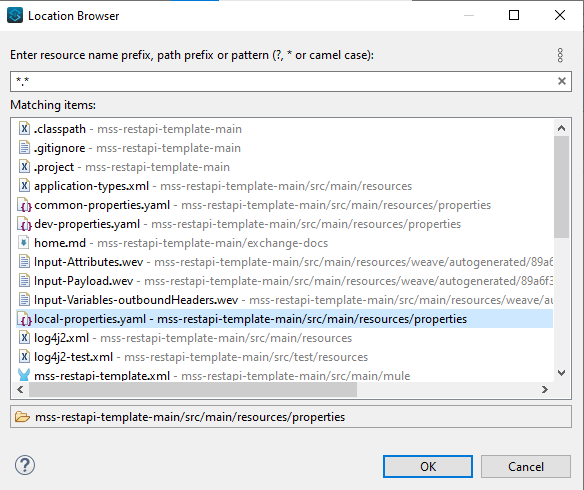 Location Browser
Enter resource name prefix, path prefix or pattern (?, * or camel case):
*.*
Matching items:
.classpath - mss-restapi-template-main
.gitignore - mss-restapi-template-main
.project - mss-restapi-template-main
application-types.xml - mss-restapi-template-main/src/main/resources
common-properties.yaml - mss-restapi-template-main/src/main/resources/properties
dev-properties.yaml - mss-restapi-template-main/src/main/resources/properties
home.md - mss-restapi-template-main/exchange-docs
Input-Attributes.wev - mss-restapi-template-main/src/main/resources/weave/autogenerated/89a6
Input-Payload.wev - mss-restapi-template-main/src/main/resources/weave/autogenerated/89a6f3
Input-Variables-outboundHeaders.wev - mss-restapi-template-main/src/main/resources/weave/au
local-properties.yaml - mss-restapi-template-main/src/main/resources/properties
log4j2.xml - mss-restapi-template-main/src/main/resources
log4j2-test.xml - mss-restapi-template-main/src/test/resources
mss-restapi-template.xml - mss-restapi-template-main/src/main/mule
mss-restapi-template-main/src/main/resources/properties
?
OK
Cancel